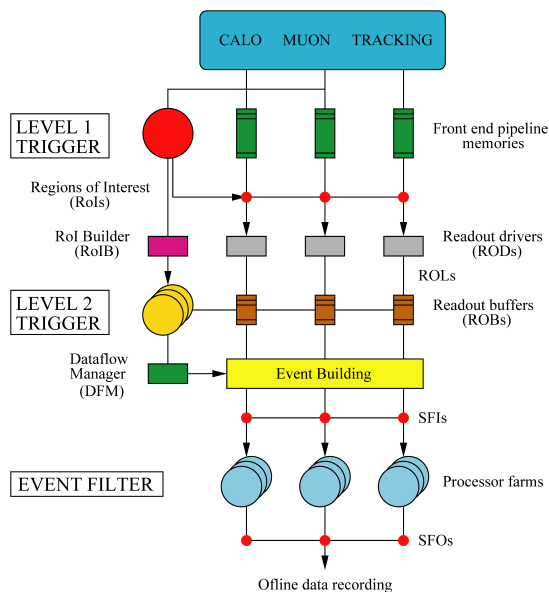 CALO MUON TRACKING
LEVEL 1
TRIGGER
Front end pipeline
memories
Regions of Interest
(RoIs)
RoI Builder
(RoIB)
Readout drivers
(RODs)
ROLs
LEVEL 2
TRIGGER
Readout buffers
(ROBs)
Dataflow
Manager
(DFM)
Event Building
SFIs
EVENT FILTER
Processor farms
SFOs
Ofline data recording